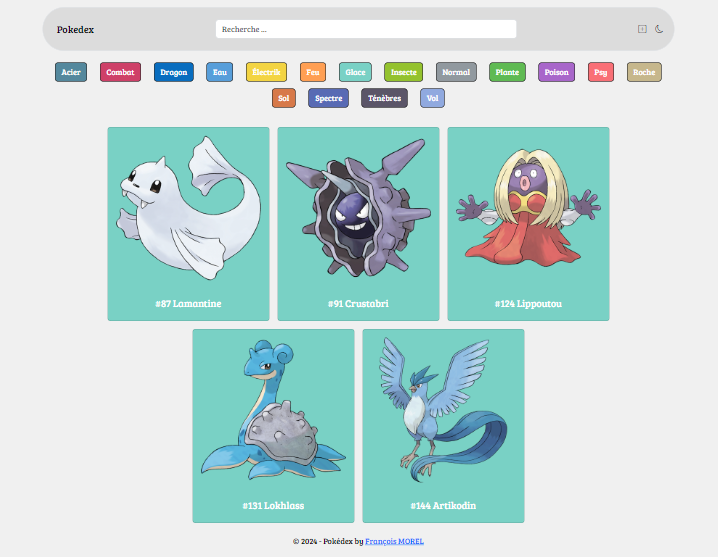 Pokedex Recherche ...
Acier Combat Dragon Eau Électrik Feu Glace Insecte Normal Plante Poison Psy Roche
Sol Spectre Ténèbres Vol
#87 Lamantine #91 Crustabri #124 Lippoutou
#131 Lokhlass #144 Artikodin
© 2024 - Pokédex by François MOREL